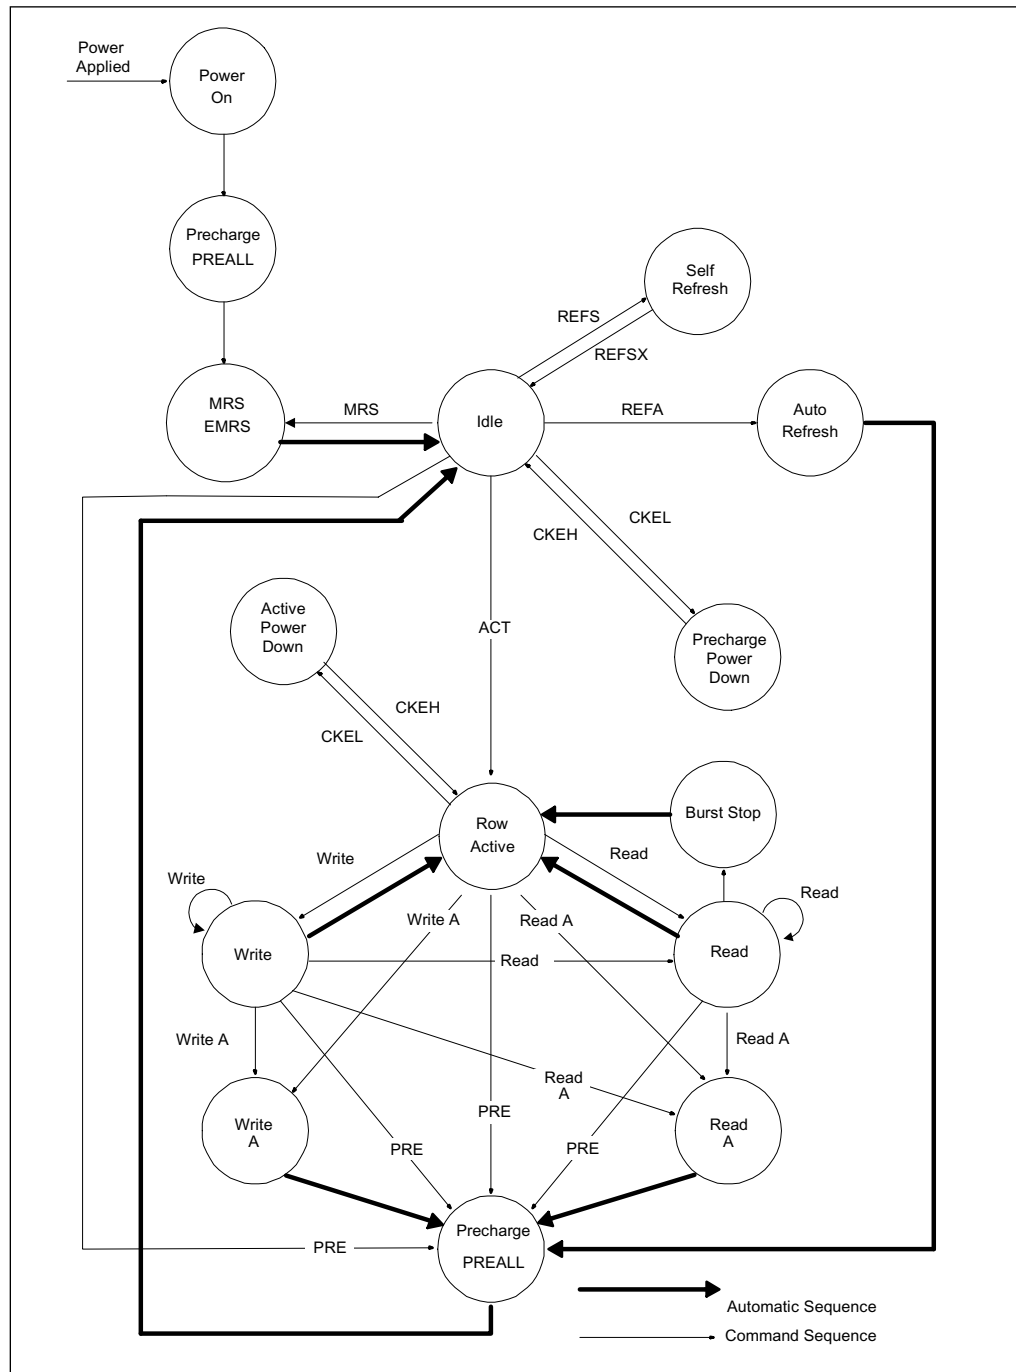 Power
Applied
Power
On
Precharge
PREALL
Self
Refresh
REFS
REFSX
MRS
EMRS
MRS
Idle
REFA
Auto
Refresh
CKEL
CKEH
Active
Power
Down
ACT
Precharge
Power
Down
CKEH
CKEL
Row
Active
Burst Stop
Write
Read
Write
Read
Write A
Read A
Write
Read
Read
Write A
Read A
Read
A
Write
A
PRE
Read
A
PRE
PRE
Precharge
PREALL
PRE
Automatic Sequence
Command Sequence